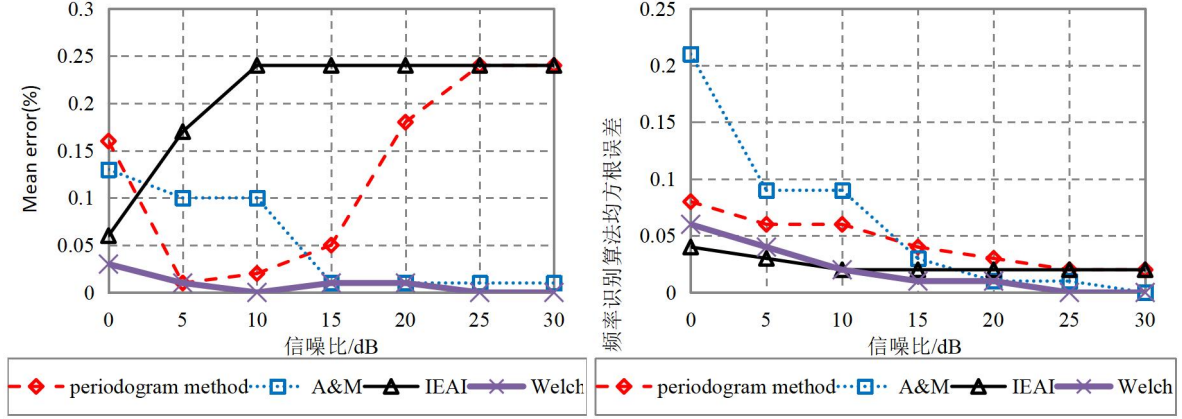 0.3
0.25
0.2
0.15
0.1
0.05
0
Mean error(%)
0 5 10 15 20 25 30
信噪比/dB
periodogram method A&M IEAI Welch
0.25
0.2
0.15
0.1
0.05
0
频率识别算法均方根误差
0 5 10 15 20 25 30
信噪比/dB
periodogram method A&M IEAI Welch